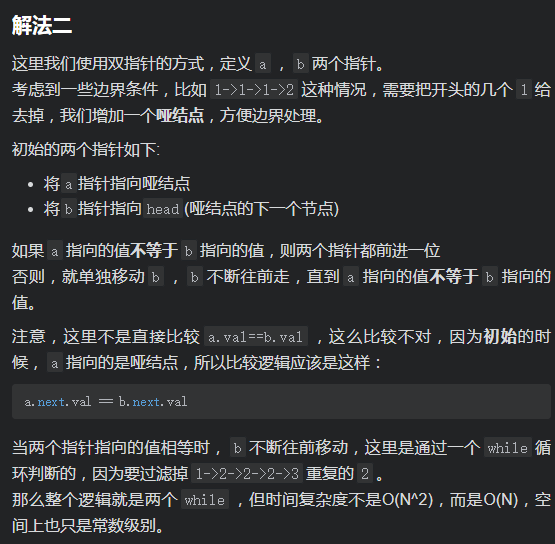 解法二
这里我们使用双指针的方式，定义 a ， b 两个指针。
考虑到一些边界条件，比如 1->1->1->2 这种情况，需要把开头的几个 1 给
去掉，我们增加一个哑结点，方便边界处理。
初始的两个指针如下:
• 将 a 指针指向哑结点
• 将 b 指针指向 head (哑结点的下一个节点)
如果 a 指向的值不等于 b 指向的值，则两个指针都前进一位
否则，就单独移动 b ， b 不断往前走，直到 a 指向的值不等于 b 指向的
值。
注意，这里不是直接比较 a.val==b.val ，这么比较不对，因为初始的时
候， a 指向的是哑结点，所以比较逻辑应该是这样：
a.next.val == b.next.val
当两个指针指向的值相等时， b 不断往前移动，这里是通过一个 while 循
环判断的，因为要过滤掉 1->2->2->2->3 重复的 2 。
那么整个逻辑就是两个 while ，但时间复杂度不是O(N^2)，而是O(N)，空
间上也只是常数级别。